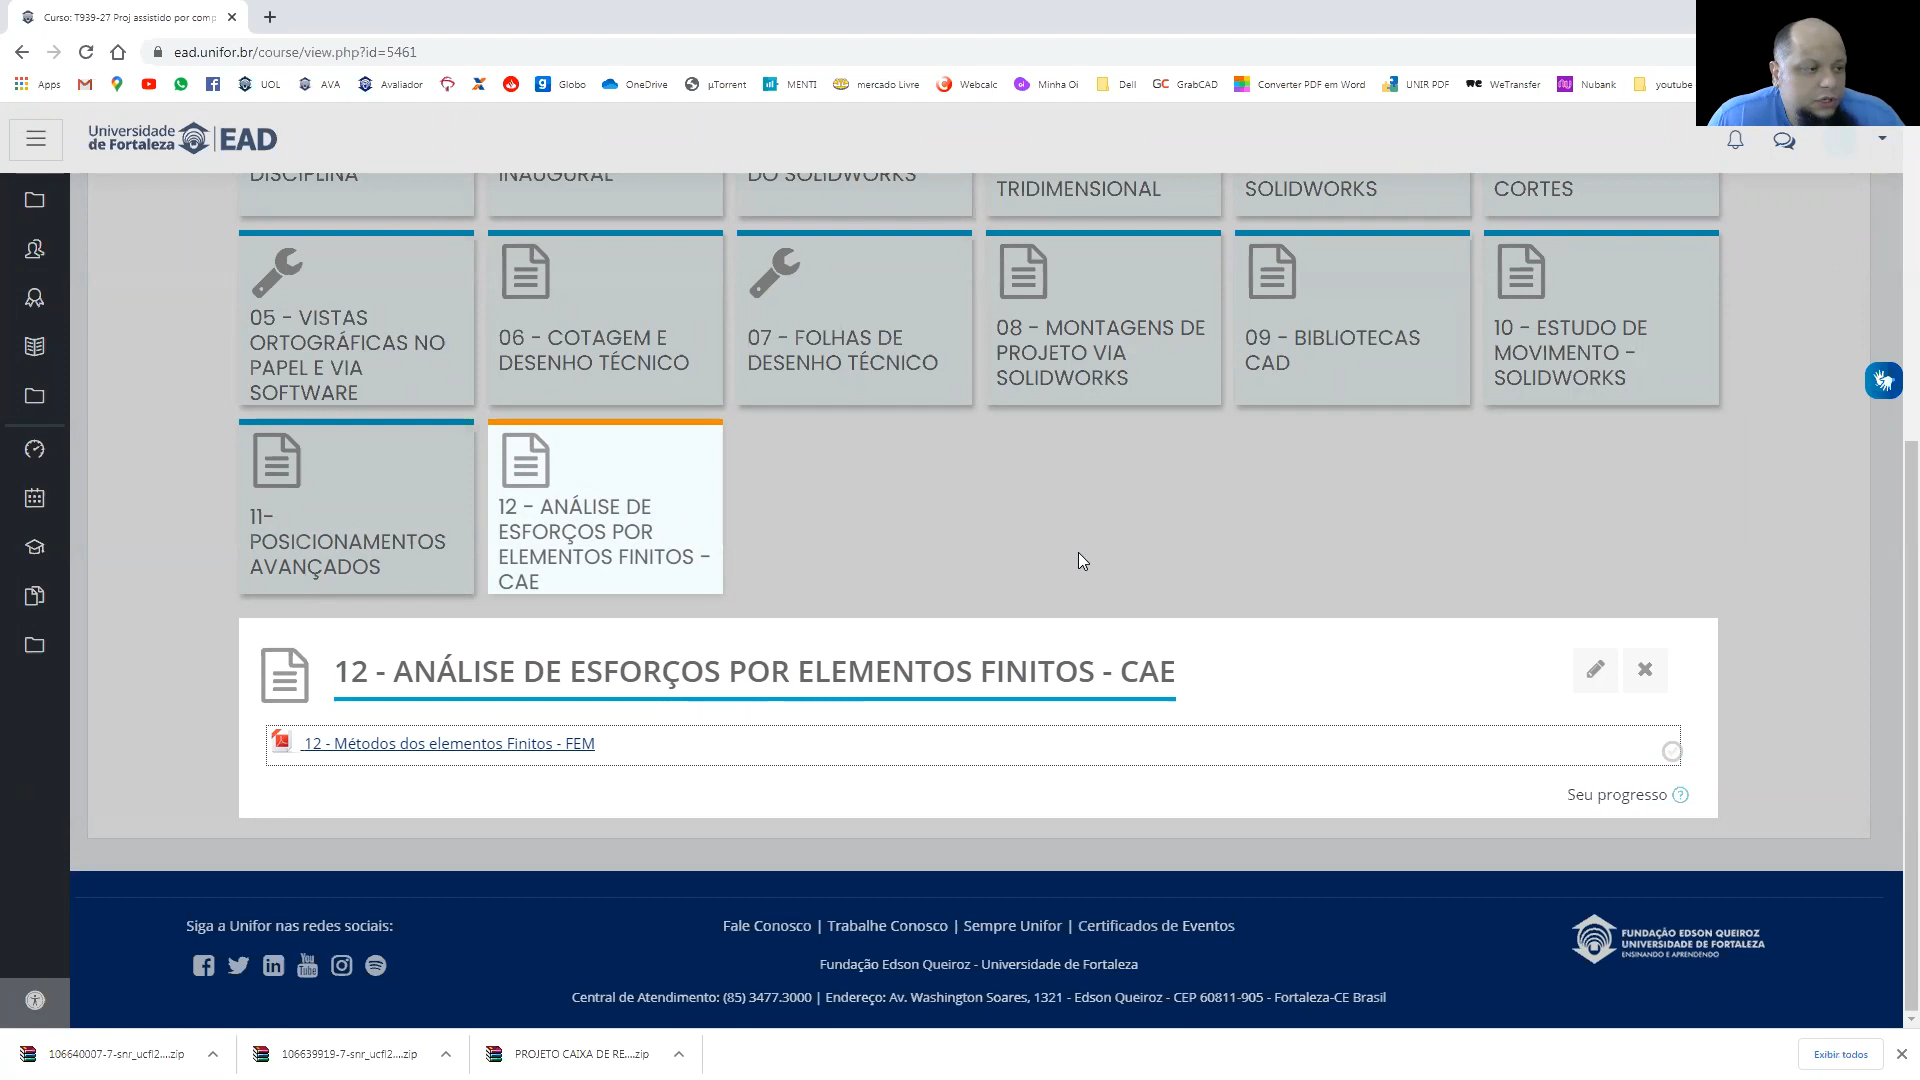 Curso: T939-27 Proj assistido por comp
ead.unifor.br/course/view.php?id=5461
Apps
UOL
AVA
Avaliador
Globo
OneDrive
µTorrent
MENTI
mercado Livre
Webcalc
Minha Oi
Dell
GC GrabCAD
Converter PDF em Word
UNIR PDF
we WeTransfer
Nubank
youtube
Universidade
de Fortaleza
EAD
DISCIPLINA
INAUGURAL
DO SOLIDWORKS
TRIDIMENSIONAL
SOLIDWORKS
CORTES
05 - VISTAS
ORTOGRÁFICAS NO
PAPEL E VIA
SOFTWARE
06 - COTAGEM E
DESENHO TÉCNICO
07 - FOLHAS DE
DESENHO TÉCNICO
08 - MONTAGENS DE
PROJETO VIA
SOLIDWORKS
09 - BIBLIOTECAS
CAD
10 - ESTUDO DE
MOVIMENTO -
SOLIDWORKS
11-
POSICIONAMENTOS
AVANÇADOS
12 - ANÁLISE DE
ESFORÇOS POR
ELEMENTOS FINITOS -
CAE
12 - ANÁLISE DE ESFORÇOS POR ELEMENTOS FINITOS - CAE
12 - Métodos dos elementos Finitos - FEM
Seu progresso
Siga a Unifor nas redes sociais:
Fale Conosco | Trabalhe Conosco | Sempre Unifor | Certificados de Eventos
Fundação Edson Queiroz - Universidade de Fortaleza
Central de Atendimento: (85) 3477.3000 | Endereço: Av. Washington Soares, 1321 - Edson Queiroz - CEP 60811-905 - Fortaleza-CE Brasil
FUNDAÇÃO EDSON QUEIROZ
UNIVERSIDADE DE FORTALEZA
ENSINANDO E APRENDENDO
106640007-7-snr_ucfl2....zip
106639919-7-snr_ucfl2....zip
PROJETO CAIXA DE RE....zip
Exibir todos